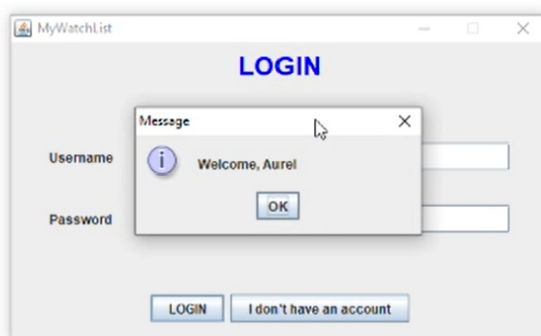 MyWatchList
LOGIN
Message
Welcome, Aurel
OK
Username
Password
LOGIN
I don't have an account